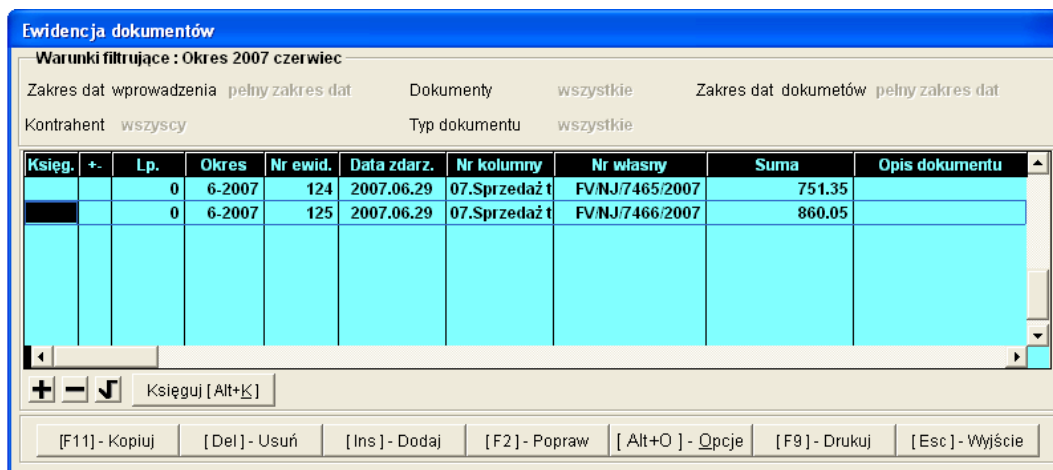 Ewidencja dokumentów
Warunki filtrujące : Okres 2007 czerwiec
Zakres dat wprowadzenia pełny zakres dat Dokumenty wszystkie Zakres dat dokumetów pełny zakres dat
Kontrahent wszyscy Typ dokumentu wszystkie
Księg. +- Lp. Okres Nr ewid. Data zdarz. Nr kolumny Nr własny Suma Opis dokumentu
0 6-2007 124 2007.06.29 07.Sprzedaż t FV/NJ/7465/2007 751.35
0 6-2007 125 2007.06.29 07.Sprzedaż t FV/NJ/7466/2007 860.05
Księguj [ Alt+K ]
[F11] - Kopiuj [ Del ] - Usuń [ Ins ] - Dodaj [ F2 ] - Popraw [ Alt+O ] - Opcje [ F9 ] - Drukuj [ Esc ] - Wyjście